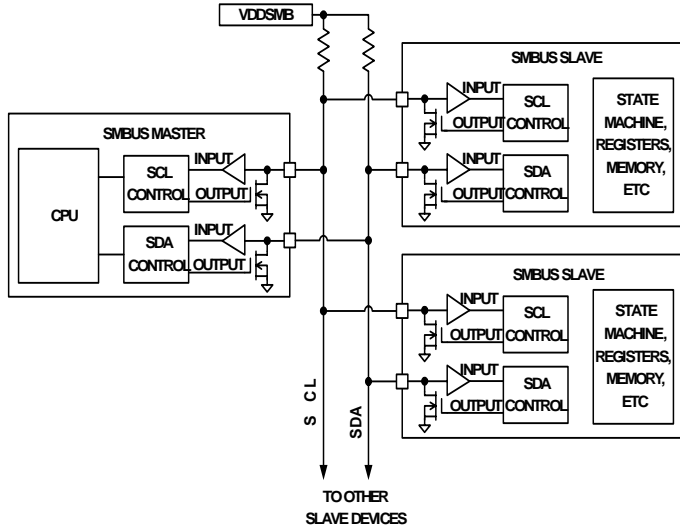 VDDSMB
SMBUS MASTER
CPU
SCL
CONTROL
INPUT
OUTPUT
SDA
CONTROL
INPUT
OUTPUT
SMBUS SLAVE
INPUT
OUTPUT
SCL
CONTROL
INPUT
OUTPUT
SDA
CONTROL
STATE
MACHINE,
REGISTERS,
MEMORY,
ETC
SMBUS SLAVE
INPUT
OUTPUT
SCL
CONTROL
INPUT
OUTPUT
SDA
CONTROL
STATE
MACHINE,
REGISTERS,
MEMORY,
ETC
S CL
SDA
TO OTHER
SLAVE DEVICES